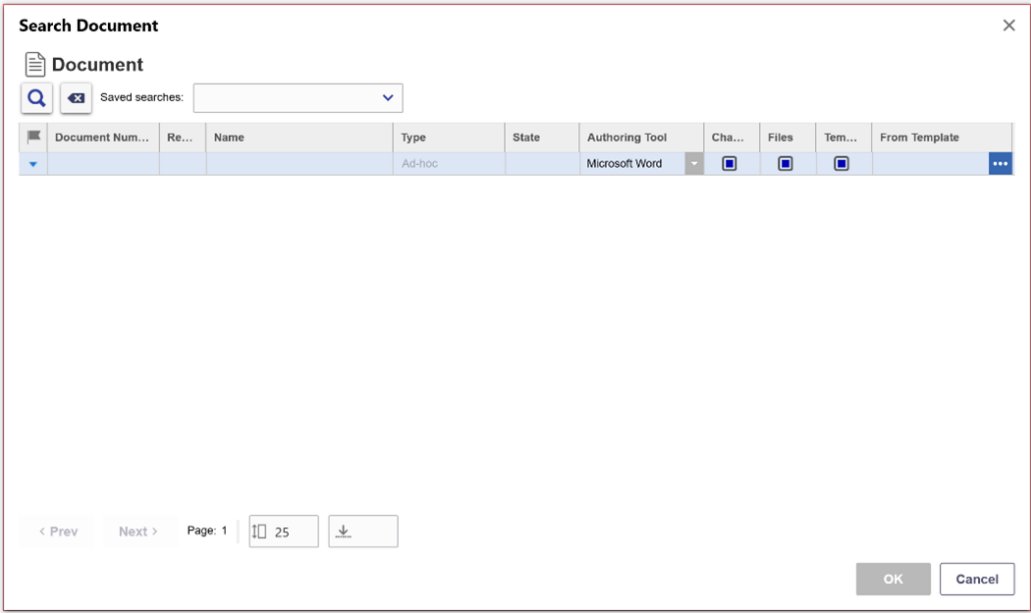 Search Document
Document
Saved searches:
Document Num... Re... Name Type State Authoring Tool Cha... Files Tem... From Template
Ad-hoc Microsoft Word
< Prev Next > Page: 1 25
OK Cancel